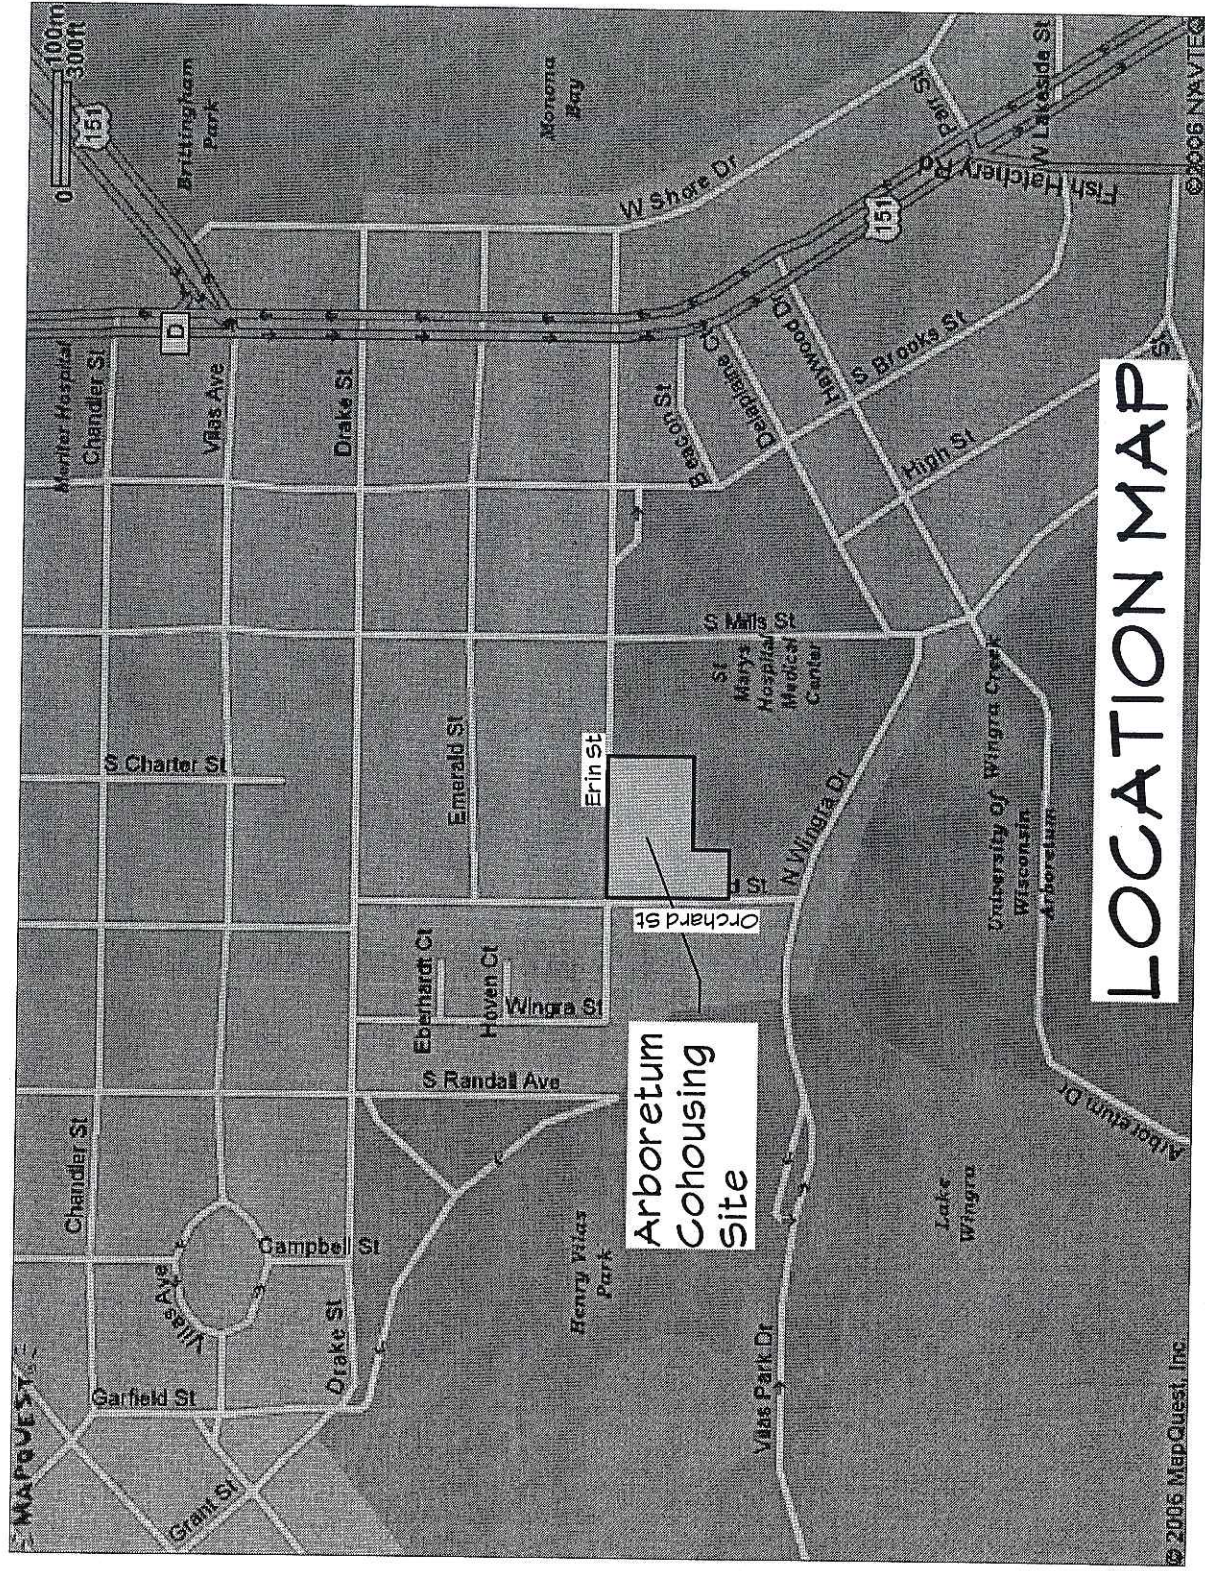 MAPQUEST
0
100m
300ft
151
Brittingham
Park
Monona
Bay
Meriter Hospital
Chandler St
D
Vilas Ave
Drake St
W Shore Dr
Parr St
W Lakeside St
Fish Hatchery Rd
151
© 2006 NAVTEQ
Beacon St
Delaplaine Ct
Haywood Dr
S Brooks St
High St
St
S Charter St
Emerald St
Erin St
S Mills St
St
Marys
Hospital
Medical
Center
N Wingra Dr
Wingra Creek
University Of
Wisconsin
Arboretum
Orchard St
d St
Eberhardt Ct
Hoven Ct
Wingra St
S Randall Ave
Arboretum
Cohousing
Site
Chandler St
Campbell St
Vilas Ave
Drake St
Garfield St
Grant St
Henry Vilas
Park
Vilas Park Dr
Lake
Wingra
Arboretum Dr
LOCATION MAP
© 2006 MapQuest, Inc